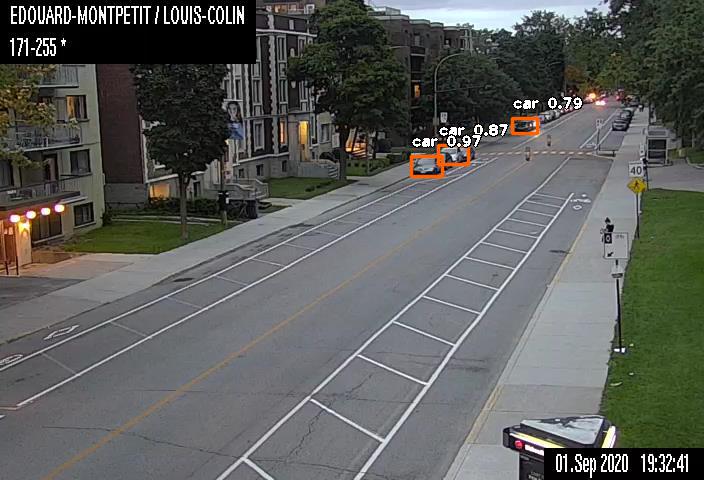 EDOUARD-MONTPETIT / LOUIS-COLIN
171-255 *
car 0.79
car 0.87
car 0.97
40
01.Sep 2020 19:32:41